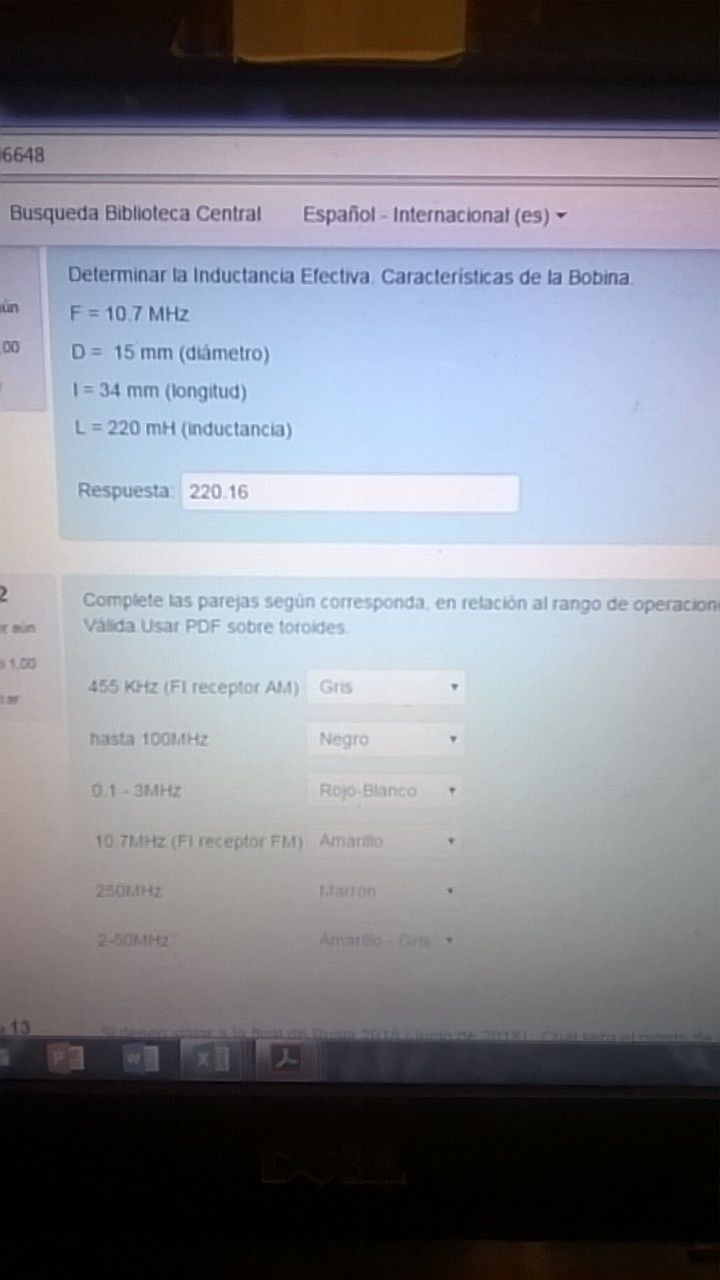 6648
Busqueda Biblioteca Central Español - Internacional (es)
Determinar la Inductancia Efectiva. Características de la Bobina.
ún
F = 10.7 MHz
,00
D = 15 mm (diámetro)
l = 34 mm (longitud)
L = 220 mH (inductancia)
Respuesta: 220.16
2
Complete las parejas según corresponda, en relación al rango de operacion
r aún
Válida.Usar PDF sobre toroides.
1,00
455 KHz (FI receptor AM) Gris
hasta 100MHz Negro
0.1 - 3MHz Rojo-Blanco
10.7MHz (FI receptor FM) Amarillo
250MHz Marron
2-50MHz Amarillo - Gris
13
P
W
X
DELL